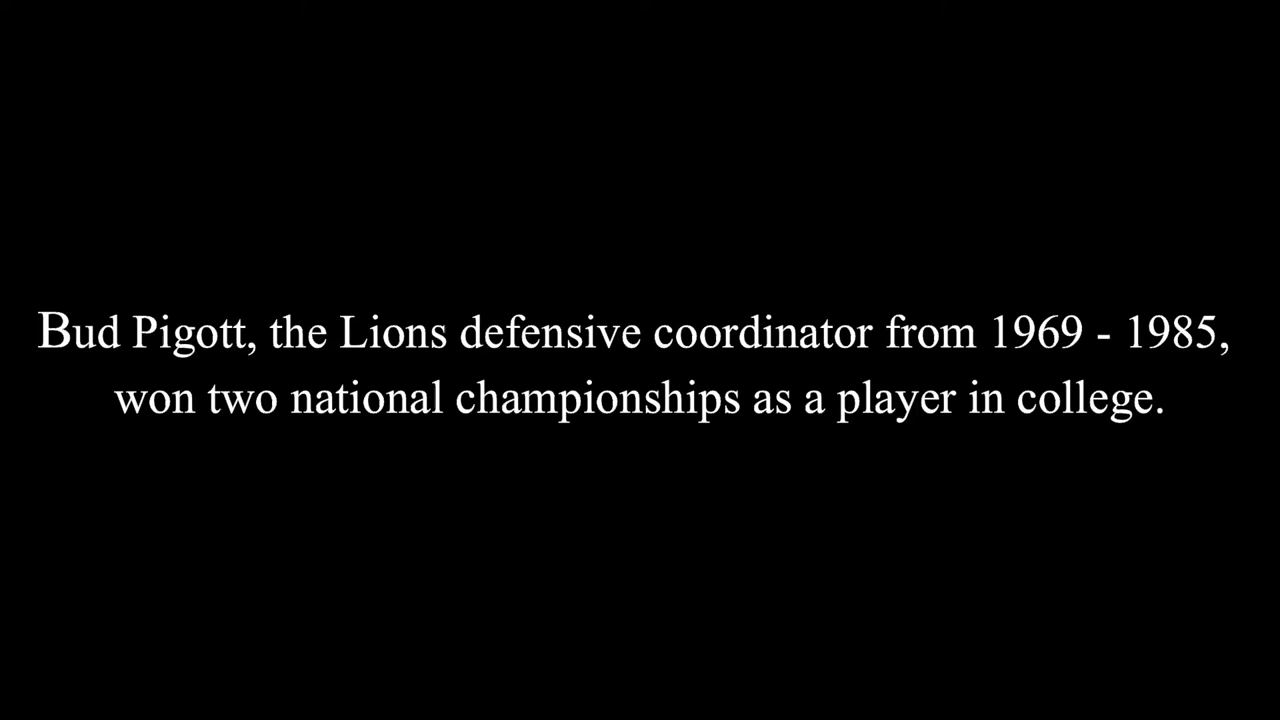 Bud Pigott, the Lions defensive coordinator from 1969 - 1985,
won two national championships as a player in college.